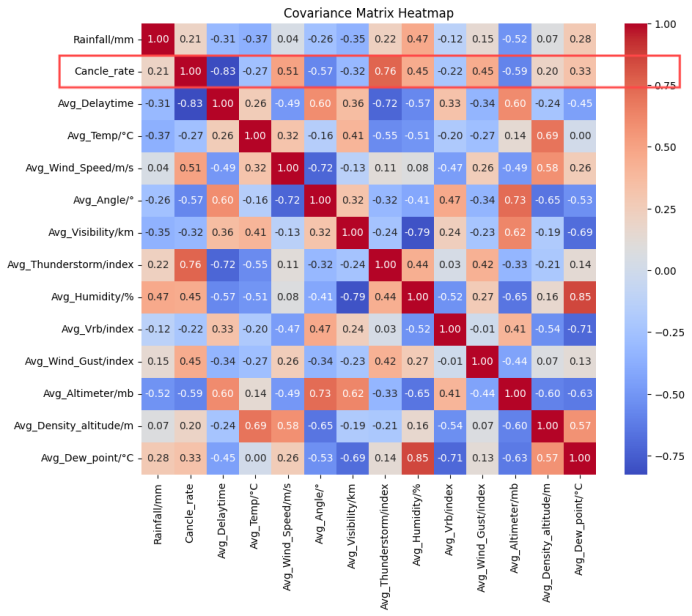 Covariance Matrix Heatmap
Rainfall/mm 1.00 0.21 -0.31 -0.37 0.04 -0.26 -0.35 0.22 0.47 -0.12 0.15 -0.52 0.07 0.28
Cancle_rate 0.21 1.00 -0.83 -0.27 0.51 -0.57 -0.32 0.76 0.45 -0.22 0.45 -0.59 0.20 0.33
Avg_Delaytime -0.31 -0.83 1.00 0.26 -0.49 0.60 0.36 -0.72 -0.57 0.33 -0.34 0.60 -0.24 -0.45
Avg_Temp/°C -0.37 -0.27 0.26 1.00 0.32 -0.16 0.41 -0.55 -0.51 -0.20 -0.27 0.14 0.69 0.00
Avg_Wind_Speed/m/s 0.04 0.51 -0.49 0.32 1.00 -0.72 -0.13 0.11 0.08 -0.47 0.26 -0.49 0.58 0.26
Avg_Angle/° -0.26 -0.57 0.60 -0.16 -0.72 1.00 0.32 -0.32 -0.41 0.47 -0.34 0.73 -0.65 -0.53
Avg_Visibility/km -0.35 -0.32 0.36 0.41 -0.13 0.32 1.00 -0.24 -0.79 0.24 -0.23 0.62 -0.19 -0.69
Avg_Thunderstorm/index 0.22 0.76 -0.72 -0.55 0.11 -0.32 -0.24 1.00 0.44 0.03 0.42 -0.33 -0.21 0.14
Avg_Humidity/% 0.47 0.45 -0.57 -0.51 0.08 -0.41 -0.79 0.44 1.00 -0.52 0.27 -0.65 0.16 0.85
Avg_Vrb/index -0.12 -0.22 0.33 -0.20 -0.47 0.47 0.24 0.03 -0.52 1.00 -0.01 0.41 -0.54 -0.71
Avg_Wind_Gust/index 0.15 0.45 -0.34 -0.27 0.26 -0.34 -0.23 0.42 0.27 -0.01 1.00 -0.44 0.07 0.13
Avg_Altimeter/mb -0.52 -0.59 0.60 0.14 -0.49 0.73 0.62 -0.33 -0.65 0.41 -0.44 1.00 -0.60 -0.63
Avg_Density_altitude/m 0.07 0.20 -0.24 0.69 0.58 -0.65 -0.19 -0.21 0.16 -0.54 0.07 -0.60 1.00 0.57
Avg_Dew_point/°C 0.28 0.33 -0.45 0.00 0.26 -0.53 -0.69 0.14 0.85 -0.71 0.13 -0.63 0.57 1.00
Rainfall/mm
Cancle_rate
Avg_Delaytime
Avg_Temp/°C
Avg_Wind_Speed/m/s
Avg_Angle/°
Avg_Visibility/km
Avg_Thunderstorm/index
Avg_Humidity/%
Avg_Vrb/index
Avg_Wind_Gust/index
Avg_Altimeter/mb
Avg_Density_altitude/m
Avg_Dew_point/°C
1.00
0.75
0.50
0.25
0.00
-0.25
-0.50
-0.75